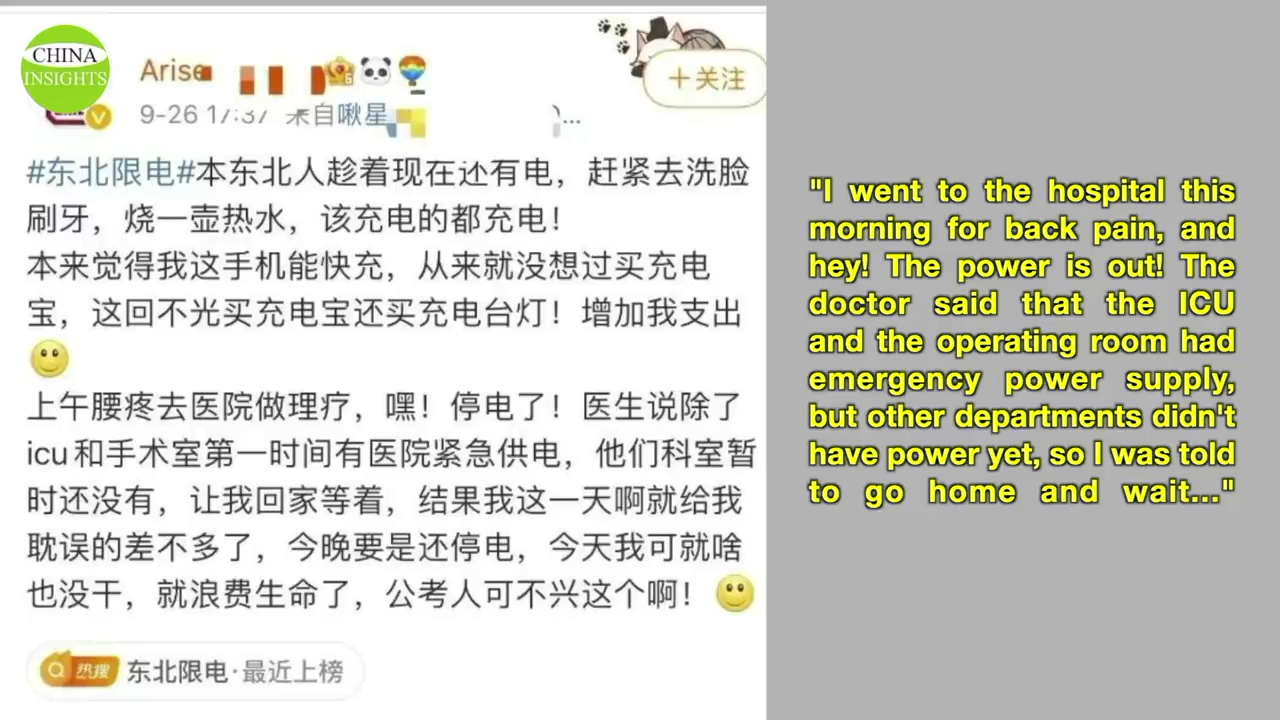 CHINA
INSIGHTS
Arise
+关注
9-26 17:37 来自啾星
...
#东北限电#本东北人趁着现在还有电，赶紧去洗脸
刷牙，烧一壶热水，该充电的都充电！
本来觉得我这手机能快充，从来就没想过买充电
宝，这回不光买充电宝还买充电台灯！增加我支出
上午腰疼去医院做理疗，嘿！停电了！医生说除了
icu和手术室第一时间有医院紧急供电，他们科室暂
时还没有，让我回家等着，结果我这一天啊就给我
耽误的差不多了，今晚要是还停电，今天我可就啥
也没干，就浪费生命了，公考人可不兴这个啊！
热搜 东北限电·最近上榜
"I went to the hospital this
morning for back pain, and
hey! The power is out! The
doctor said that the ICU
and the operating room had
emergency power supply,
but other departments didn't
have power yet, so I was told
to go home and wait..."